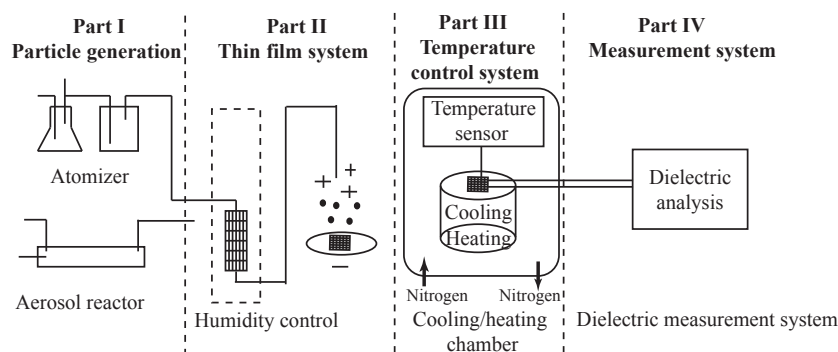 Part I
Particle generation
Part II
Thin film system
Part III
Temperature
control system
Part IV
Measurement system
Atomizer
Aerosol reactor
Humidity control
Temperature
sensor
Cooling
Heating
Nitrogen
Nitrogen
Cooling/heating
chamber
Dielectric
analysis
Dielectric measurement system